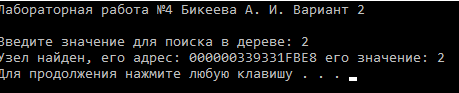 Лабораторная работа №4 Бикеева А. И. Вариант 2
Введите значение для поиска в дереве: 2
Узел найден, его адрес: 000000339331FBE8 его значение: 2
Для продолжения нажмите любую клавишу . . .